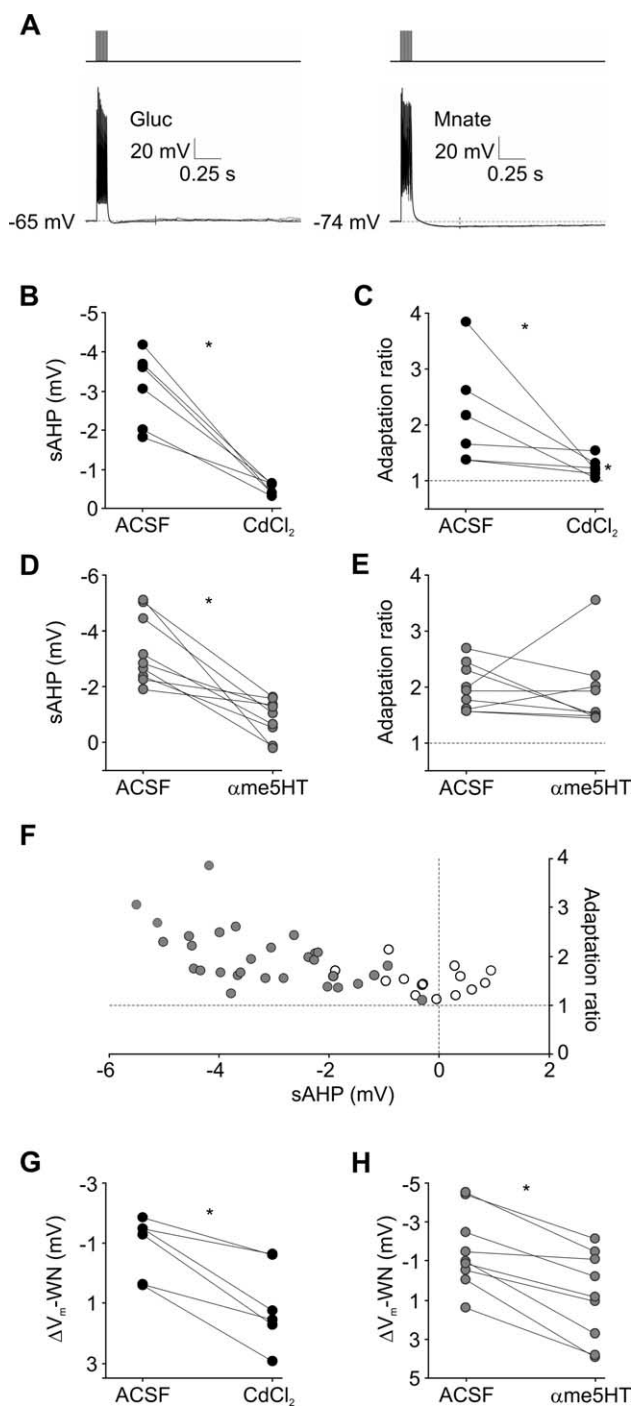 A
Gluc
20 mV
0.25 s
-65 mV
Mnate
20 mV
0.25 s
-74 mV
B
sAHP (mV)
-5
-4
-3
-2
-1
0
*
ACSF CdCl₂
C
Adaptation ratio
4
3
2
1
*
*
ACSF CdCl₂
D
sAHP (mV)
-6
-4
-2
0
*
ACSF αme5HT
E
Adaptation ratio
4
3
2
1
ACSF αme5HT
F
4
3
2
1
0
Adaptation ratio
-6 -4 -2 0 2
sAHP (mV)
G
ΔVₘ-WN (mV)
-3
-1
1
3
*
ACSF CdCl₂
H
ΔVₘ-WN (mV)
-5
-3
-1
1
3
5
*
ACSF αme5HT